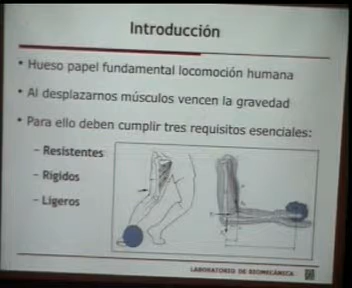 Introducción
• Hueso papel fundamental locomoción humana
• Al desplazarnos músculos vencen la gravedad
• Para ello deben cumplir tres requisitos esenciales:
– Resistentes
– Rígidos
– Ligeros
LABORATORIO DE BIOMECÁNICA